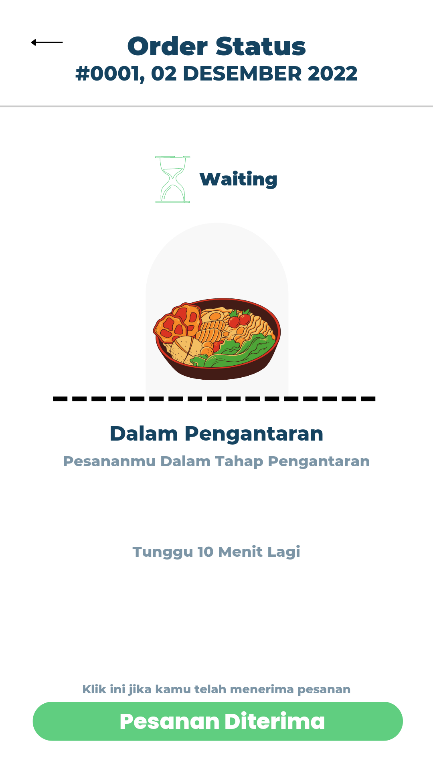 Order Status
#0001, 02 DESEMBER 2022
Waiting
Dalam Pengantaran
Pesananmu Dalam Tahap Pengantaran
Tunggu 10 Menit Lagi
Klik ini jika kamu telah menerima pesanan
Pesanan Diterima